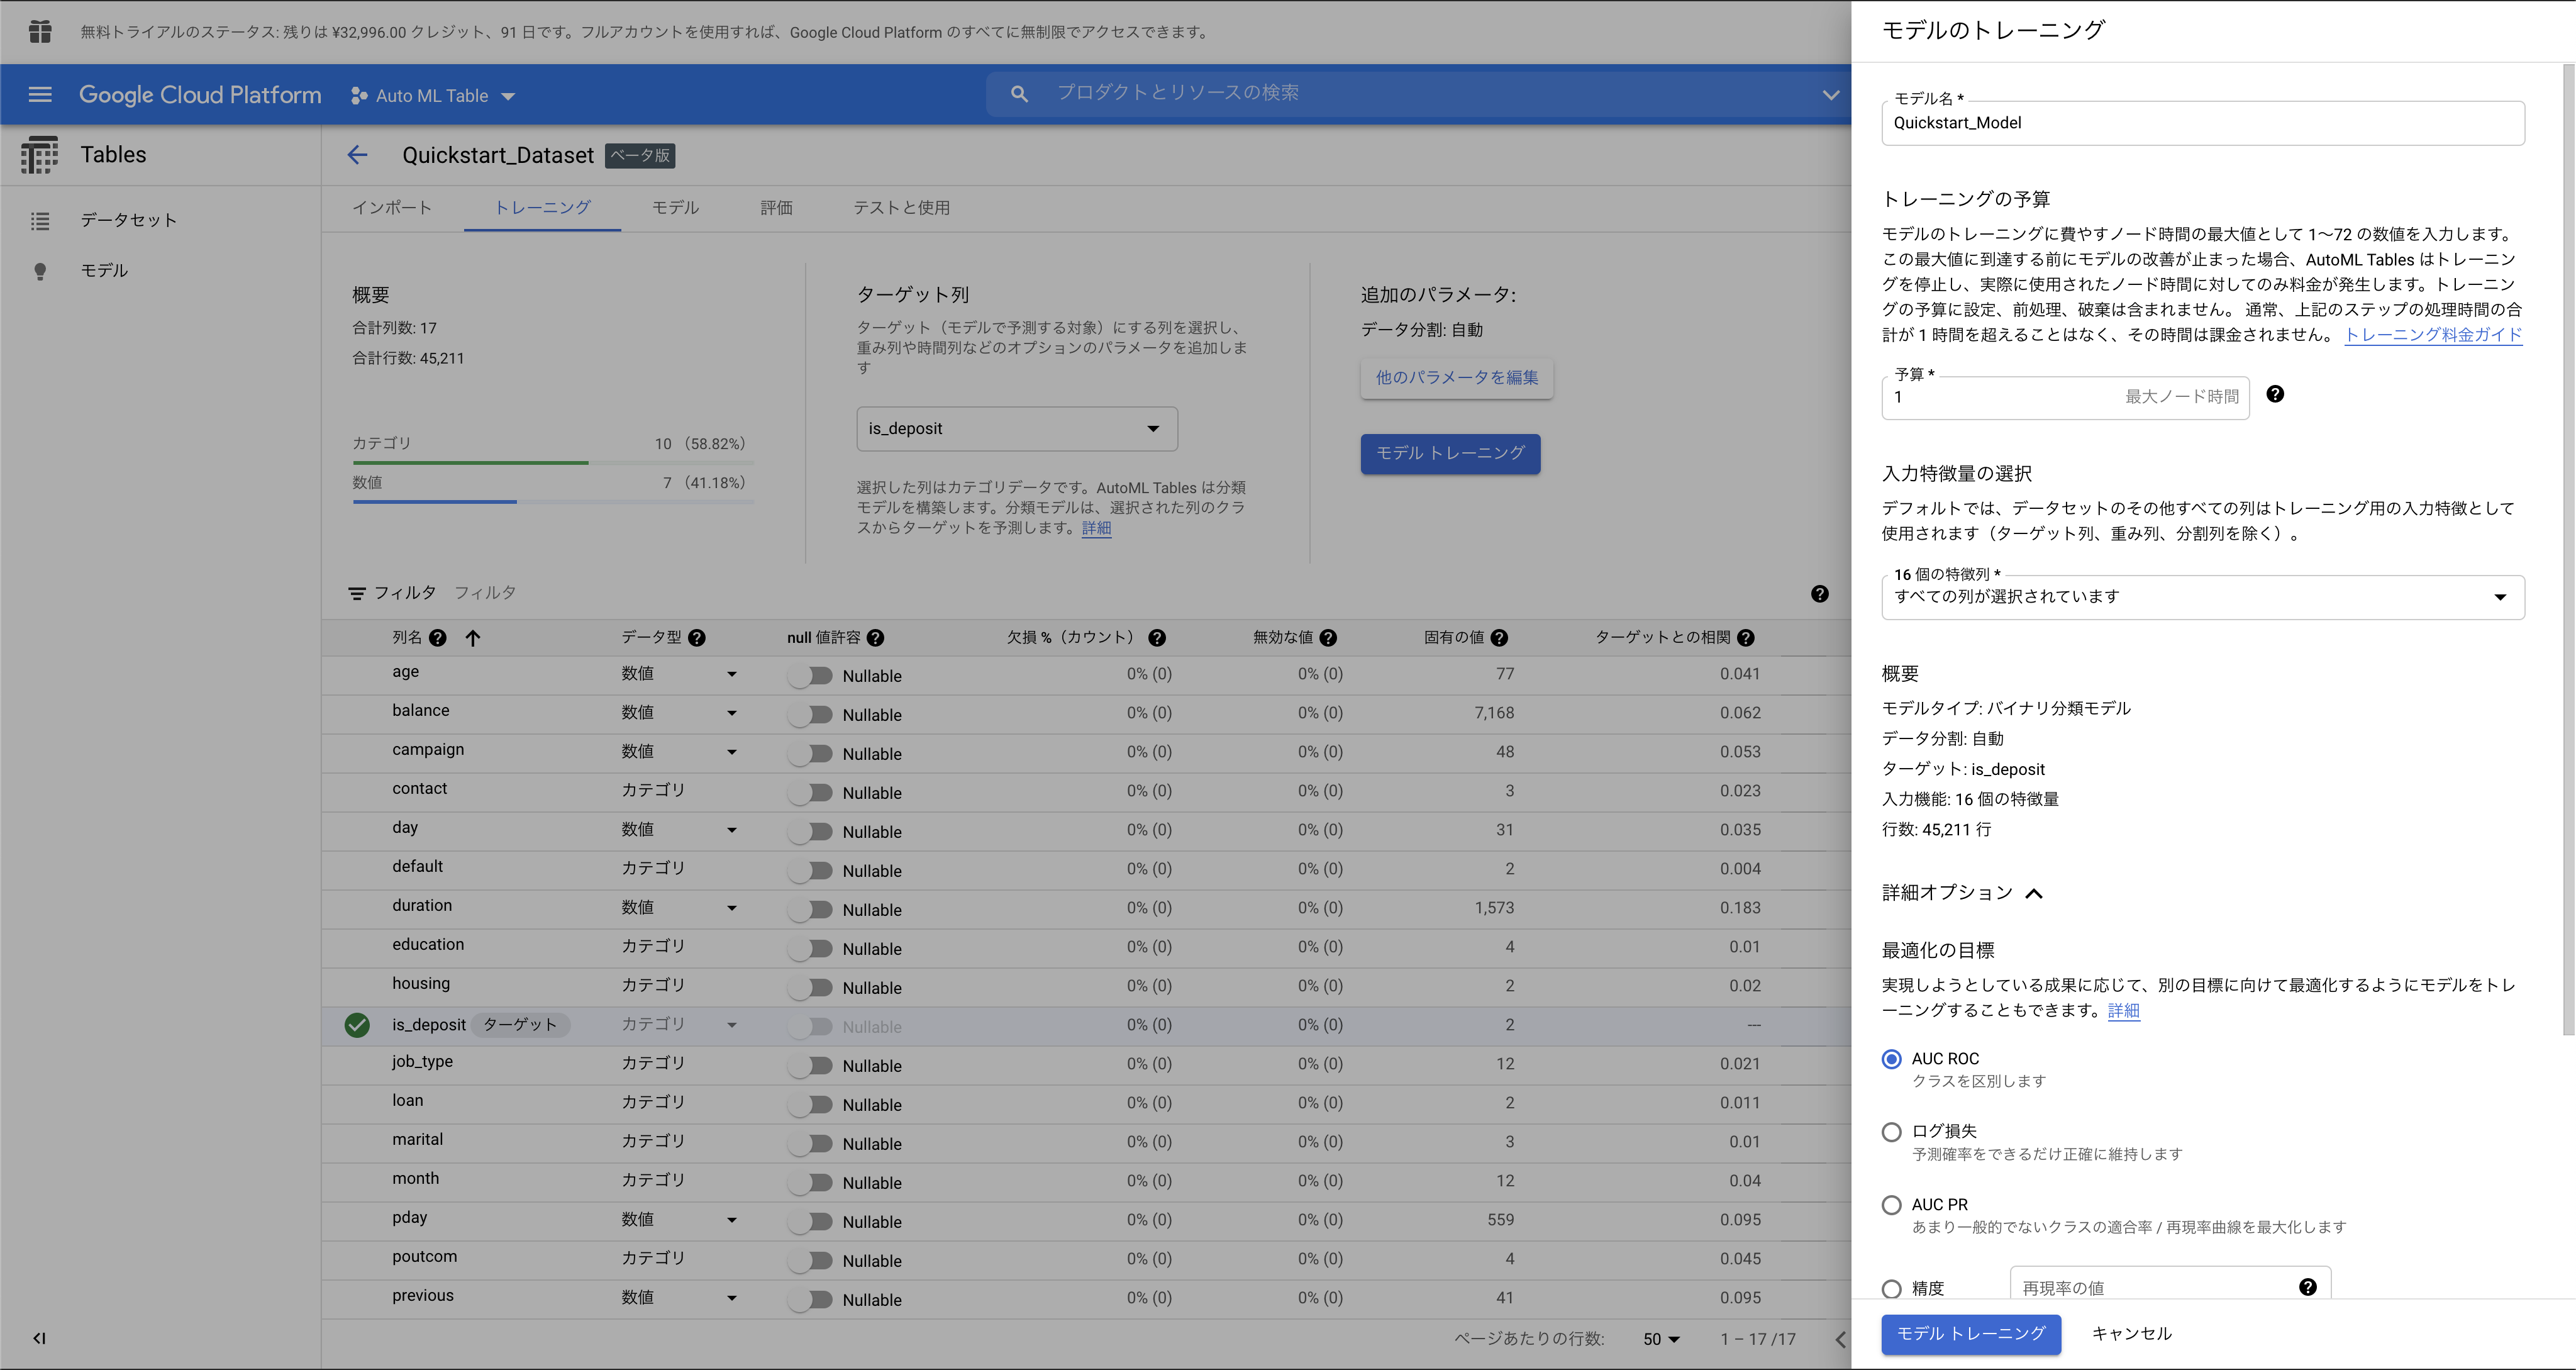 無料トライアルのステータス: 残りは ¥32,996.00 クレジット、91 日です。フルアカウントを使用すれば、Google Cloud Platform のすべてに無制限でアクセスできます。
Google Cloud Platform
Auto ML Table
プロダクトとリソースの検索
Tables
データセット
モデル
Quickstart_Dataset ベータ版
インポート トレーニング モデル 評価 テストと使用
概要
合計列数: 17
合計行数: 45,211
カテゴリ 10 (58.82%)
数値 7 (41.18%)
ターゲット列
ターゲット（モデルで予測する対象）にする列を選択し、
重み列や時間列などのオプションのパラメータを追加しま
す
is_deposit
選択した列はカテゴリデータです。AutoML Tables は分類
モデルを構築します。分類モデルは、選択された列のクラ
スからターゲットを予測します。詳細
追加のパラメータ:
データ分割: 自動
他のパラメータを編集
モデル トレーニング
フィルタ フィルタ
列名 データ型 null 値許容 欠損 %（カウント） 無効な値 固有の値 ターゲットとの相関
age 数値 Nullable 0% (0) 0% (0) 77 0.041
balance 数値 Nullable 0% (0) 0% (0) 7,168 0.062
campaign 数値 Nullable 0% (0) 0% (0) 48 0.053
contact カテゴリ Nullable 0% (0) 0% (0) 3 0.023
day 数値 Nullable 0% (0) 0% (0) 31 0.035
default カテゴリ Nullable 0% (0) 0% (0) 2 0.004
duration 数値 Nullable 0% (0) 0% (0) 1,573 0.183
education カテゴリ Nullable 0% (0) 0% (0) 4 0.01
housing カテゴリ Nullable 0% (0) 0% (0) 2 0.02
is_deposit ターゲット カテゴリ Nullable 0% (0) 0% (0) 2 —
job_type カテゴリ Nullable 0% (0) 0% (0) 12 0.021
loan カテゴリ Nullable 0% (0) 0% (0) 2 0.011
marital カテゴリ Nullable 0% (0) 0% (0) 3 0.01
month カテゴリ Nullable 0% (0) 0% (0) 12 0.04
pday 数値 Nullable 0% (0) 0% (0) 559 0.095
poutcom カテゴリ Nullable 0% (0) 0% (0) 4 0.045
previous 数値 Nullable 0% (0) 0% (0) 41 0.095
ページあたりの行数: 50 1 – 17 /17
モデルのトレーニング
モデル名 *
Quickstart_Model
トレーニングの予算
モデルのトレーニングに費やすノード時間の最大値として 1～72 の数値を入力します。
この最大値に到達する前にモデルの改善が止まった場合、AutoML Tables はトレーニン
グを停止し、実際に使用されたノード時間に対してのみ料金が発生します。トレーニン
グの予算に設定、前処理、破棄は含まれません。 通常、上記のステップの処理時間の合
計が 1 時間を超えることはなく、その時間は課金されません。 トレーニング料金ガイド
予算 *
1 最大ノード時間
入力特徴量の選択
デフォルトでは、データセットのその他すべての列はトレーニング用の入力特徴として
使用されます（ターゲット列、重み列、分割列を除く）。
16 個の特徴列 *
すべての列が選択されています
概要
モデルタイプ: バイナリ分類モデル
データ分割: 自動
ターゲット: is_deposit
入力機能: 16 個の特徴量
行数: 45,211 行
詳細オプション
最適化の目標
実現しようとしている成果に応じて、別の目標に向けて最適化するようにモデルをトレ
ーニングすることもできます。詳細
AUC ROC
クラスを区別します
ログ損失
予測確率をできるだけ正確に維持します
AUC PR
あまり一般的でないクラスの適合率 / 再現率曲線を最大化します
精度 再現率の値
モデル トレーニング キャンセル